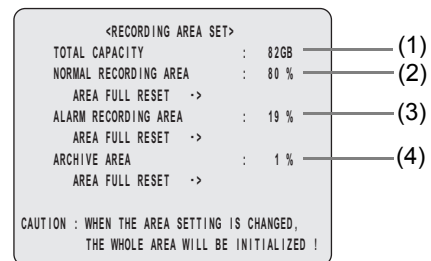 <RECORDING AREA SET>
TOTAL CAPACITY : 82GB (1)
NORMAL RECORDING AREA : 80 % (2)
AREA FULL RESET ->
ALARM RECORDING AREA : 19 % (3)
AREA FULL RESET ->
ARCHIVE AREA : 1 % (4)
AREA FULL RESET ->
CAUTION : WHEN THE AREA SETTING IS CHANGED,
THE WHOLE AREA WILL BE INITIALIZED !